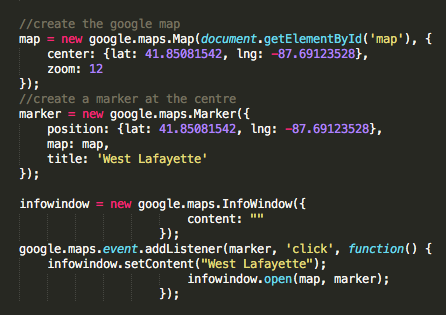 //create the google map
map = new google.maps.Map(document.getElementById('map'), {
    center: {lat: 41.85081542, lng: -87.69123528},
    zoom: 12
});
//create a marker at the centre
marker = new google.maps.Marker({
    position: {lat: 41.85081542, lng: -87.69123528},
    map: map,
    title: 'West Lafayette'
});

infowindow = new google.maps.InfoWindow({
                        content: ""
                    });
google.maps.event.addListener(marker, 'click', function() {
    infowindow.setContent("West Lafayette");
                        infowindow.open(map, marker);
                    });